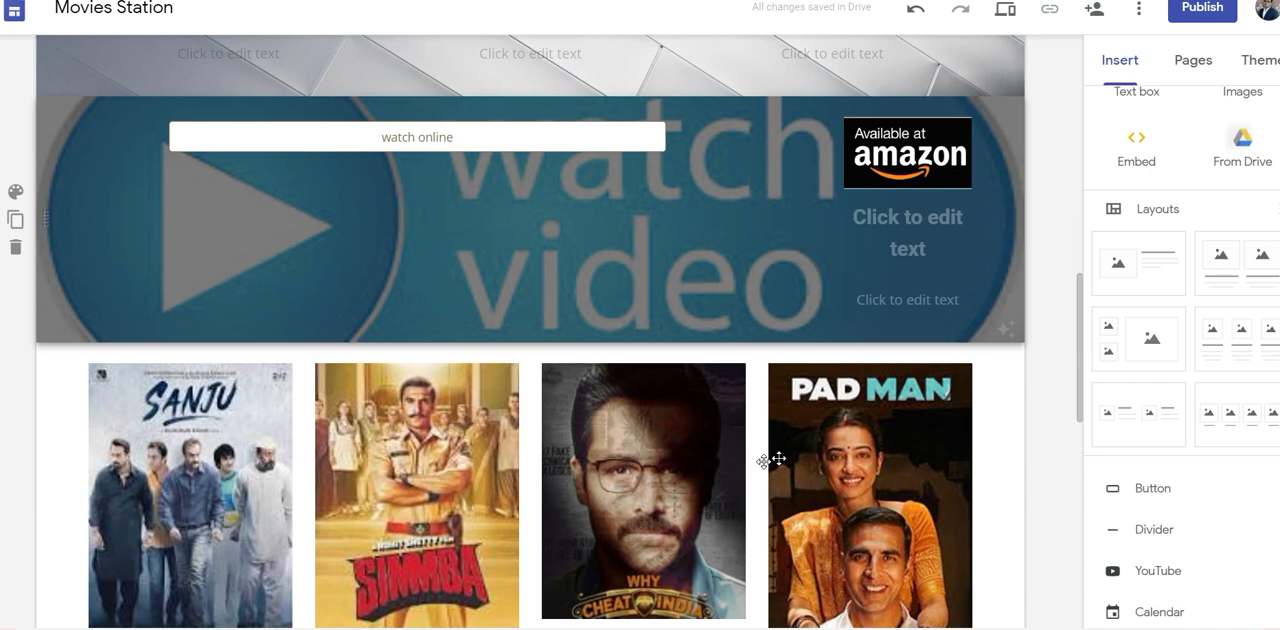 Movies Station
All changes saved in Drive
Publish
Insert
Pages
Theme
Text box
Images
Embed
From Drive
Layouts
Button
Divider
YouTube
Calendar
Click to edit text
Click to edit text
Click to edit text
watch online
watch
video
Available at
amazon
Click to edit
text
Click to edit text
SANJU
SIMMBA
WHY
CHEAT INDIA
PAD MAN